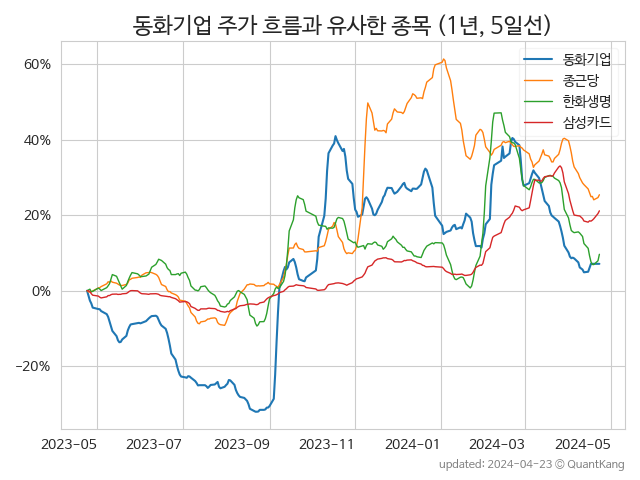 동화기업 주가 흐름과 유사한 종목 (1년, 5일선)
동화기업
종근당
한화생명
삼성카드
60%
40%
20%
0%
−20%
2023-05
2023-07
2023-09
2023-11
2024-01
2024-03
2024-05
updated: 2024-04-23 © QuantKang